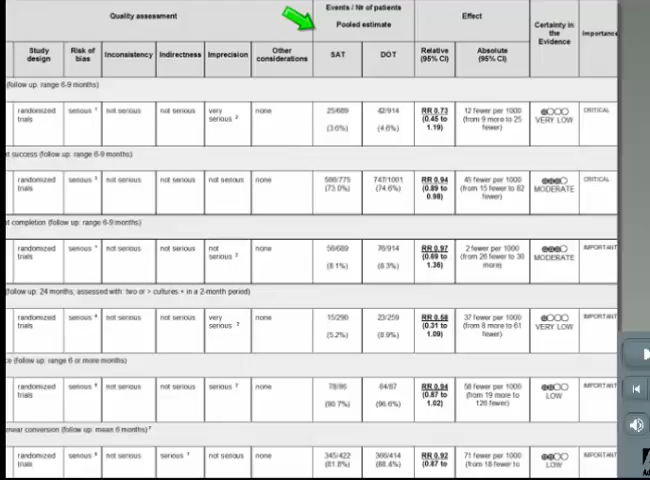 Quality assessment
Events / Nr of patients
Pooled estimate
Effect
Certainty in the Evidence
Importance
Study design
Risk of bias
Inconsistency
Indirectness
Imprecision
Other considerations
SAT
DOT
Relative (95% CI)
Absolute (95% CI)
(follow up: range 6-9 months)
randomized trials
serious 1
not serious
not serious
very serious 2
none
25/689 (3.6%)
42/914 (4.6%)
RR 0.73 (0.45 to 1.19)
12 fewer per 1000 (from 9 more to 25 fewer)
VERY LOW
CRITICAL
success (follow up: range 6-9 months)
randomized trials
serious
not serious
not serious
not serious
none
566/775 (73.0%)
747/1001 (74.6%)
RR 0.94 (0.89 to 0.98)
45 fewer per 1000 (from 15 fewer to 82 fewer)
MODERATE
CRITICAL
completion (follow up: range 6-9 months)
randomized trials
serious
not serious
not serious
not serious 2
none
56/689 (8.1%)
76/914 (8.3%)
RR 0.97 (0.69 to 1.36)
2 fewer per 1000 (from 26 fewer to 30 more)
MODERATE
IMPORTANT
(follow up: 24 months, assessed with: two or > cultures + in a 2-month period)
randomized trials
serious
not serious
not serious
very serious 2
none
15/290 (5.2%)
23/259 (8.9%)
RR 0.58 (0.31 to 1.09)
37 fewer per 1000 (from 8 more to 61 fewer)
VERY LOW
IMPORTANT
(follow up: range 6 or more months)
randomized trials
serious
not serious
not serious
serious
none
78/86 (90.7%)
84/87 (96.6%)
RR 0.94 (0.87 to 1.02)
58 fewer per 1000 (from 19 more to 126 fewer)
LOW
IMPORTANT
conversion (follow up: mean 6 months)
randomized trials
serious
not serious
serious
not serious
none
345/422 (81.8%)
366/414 (88.4%)
RR 0.92 (0.87 to
71 fewer per 1000 (from 18 fewer to
LOW
IMPORTANT